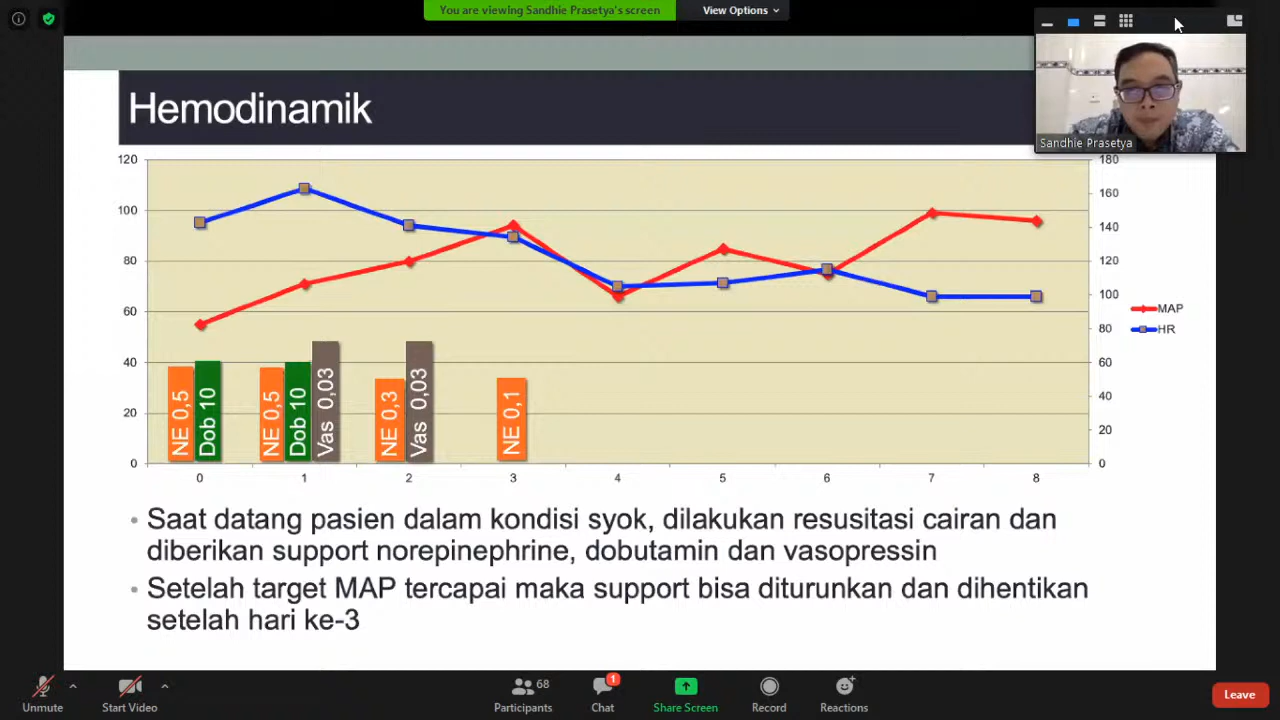 You are viewing Sandhie Prasetya's screen
View Options
Hemodinamik
Sandhie Prasetya
120
100
80
60
40
20
0
180
160
140
120
100
80
60
40
20
0
MAP
HR
NE 0,5
Dob 10
NE 0,5
Dob 10
Vas 0,03
NE 0,3
Vas 0,03
NE 0,1
0 1 2 3 4 5 6 7 8
• Saat datang pasien dalam kondisi syok, dilakukan resusitasi cairan dan
diberikan support norepinephrine, dobutamin dan vasopressin
• Setelah target MAP tercapai maka support bisa diturunkan dan dihentikan
setelah hari ke-3
Unmute
Start Video
68
Participants
1
Chat
Share Screen
Record
Reactions
Leave